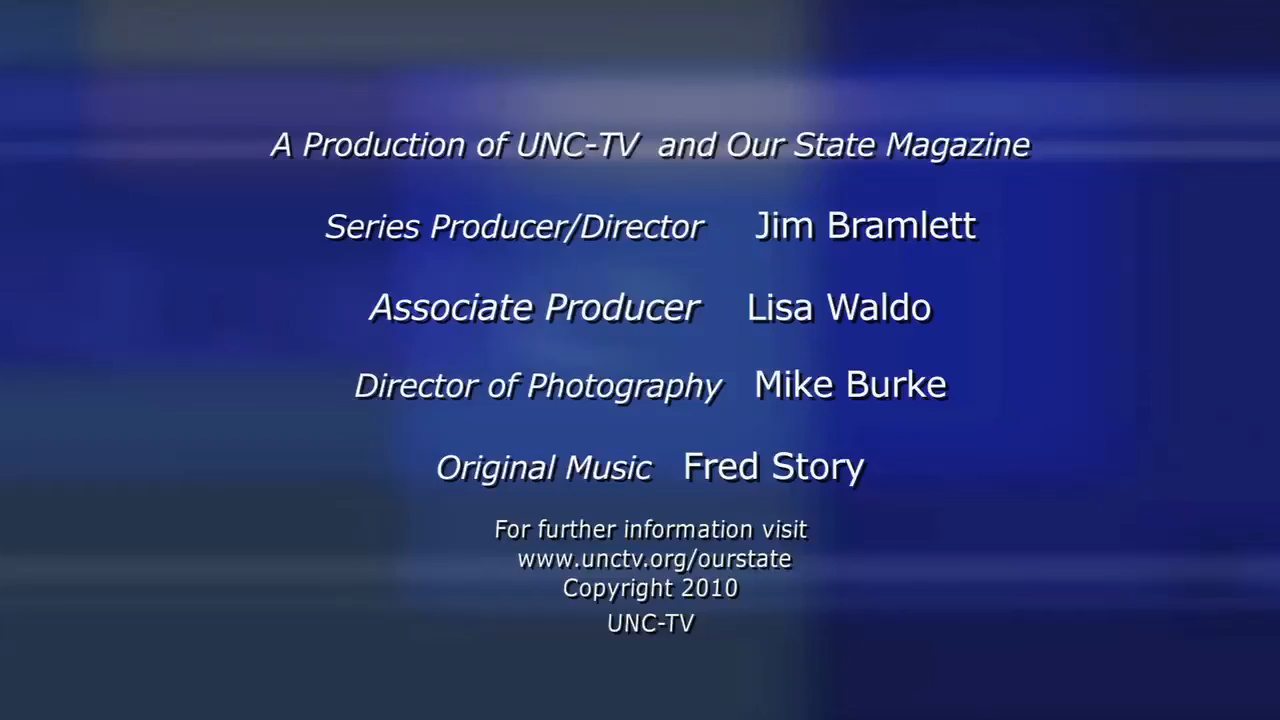 A Production of UNC-TV and Our State Magazine
Series Producer/Director Jim Bramlett
Associate Producer Lisa Waldo
Director of Photography Mike Burke
Original Music Fred Story
For further information visit
www.unctv.org/ourstate
Copyright 2010
UNC-TV